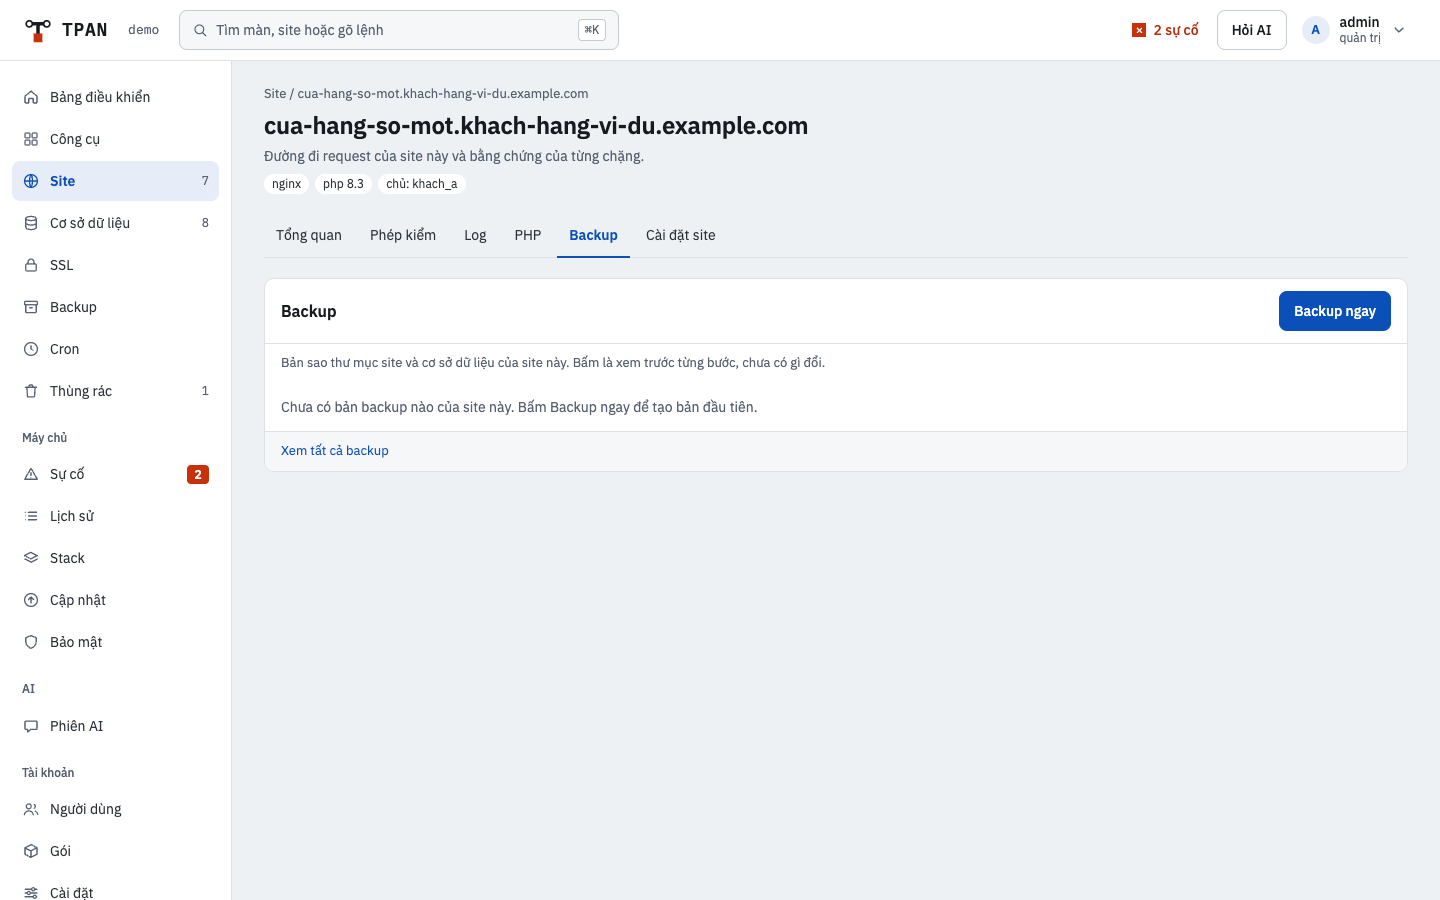 TPAN
demo
Tìm màn, site hoặc gõ lệnh
⌘K
2 sự cố
Hỏi AI
A
admin
quản trị
Bảng điều khiển
Công cụ
Site 7
Cơ sở dữ liệu 8
SSL
Backup
Cron
Thùng rác 1
Máy chủ
Sự cố 2
Lịch sử
Stack
Cập nhật
Bảo mật
AI
Phiên AI
Tài khoản
Người dùng
Gói
Cài đặt
Site / cua-hang-so-mot.khach-hang-vi-du.example.com
cua-hang-so-mot.khach-hang-vi-du.example.com
Đường đi request của site này và bằng chứng của từng chặng.
nginx php 8.3 chủ: khach_a
Tổng quan Phép kiểm Log PHP Backup Cài đặt site
Backup
Backup ngay
Bản sao thư mục site và cơ sở dữ liệu của site này. Bấm là xem trước từng bước, chưa có gì đổi.
Chưa có bản backup nào của site này. Bấm Backup ngay để tạo bản đầu tiên.
Xem tất cả backup